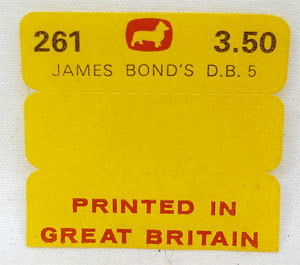 261 3.50
JAMES BOND'S D.B. 5
PRINTED IN
GREAT BRITAIN